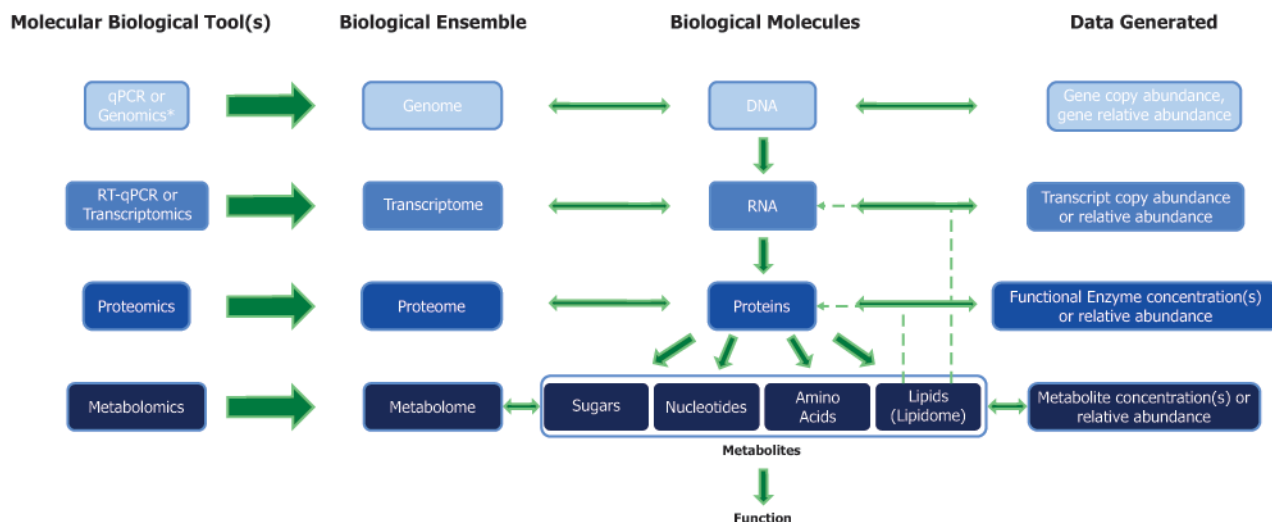 Molecular Biological Tool(s)
Biological Ensemble
Biological Molecules
Data Generated
qPCR or
Genomics*
Genome
DNA
Gene copy abundance,
gene relative abundance
RT-qPCR or
Transcriptomics
Transcriptome
RNA
Transcript copy abundance
or relative abundance
Proteomics
Proteome
Proteins
Functional Enzyme concentration(s)
or relative abundance
Metabolomics
Metabolome
Sugars
Nucleotides
Amino
Acids
Lipids
(Lipidome)
Metabolite concentration(s) or
relative abundance
Metabolites
Function